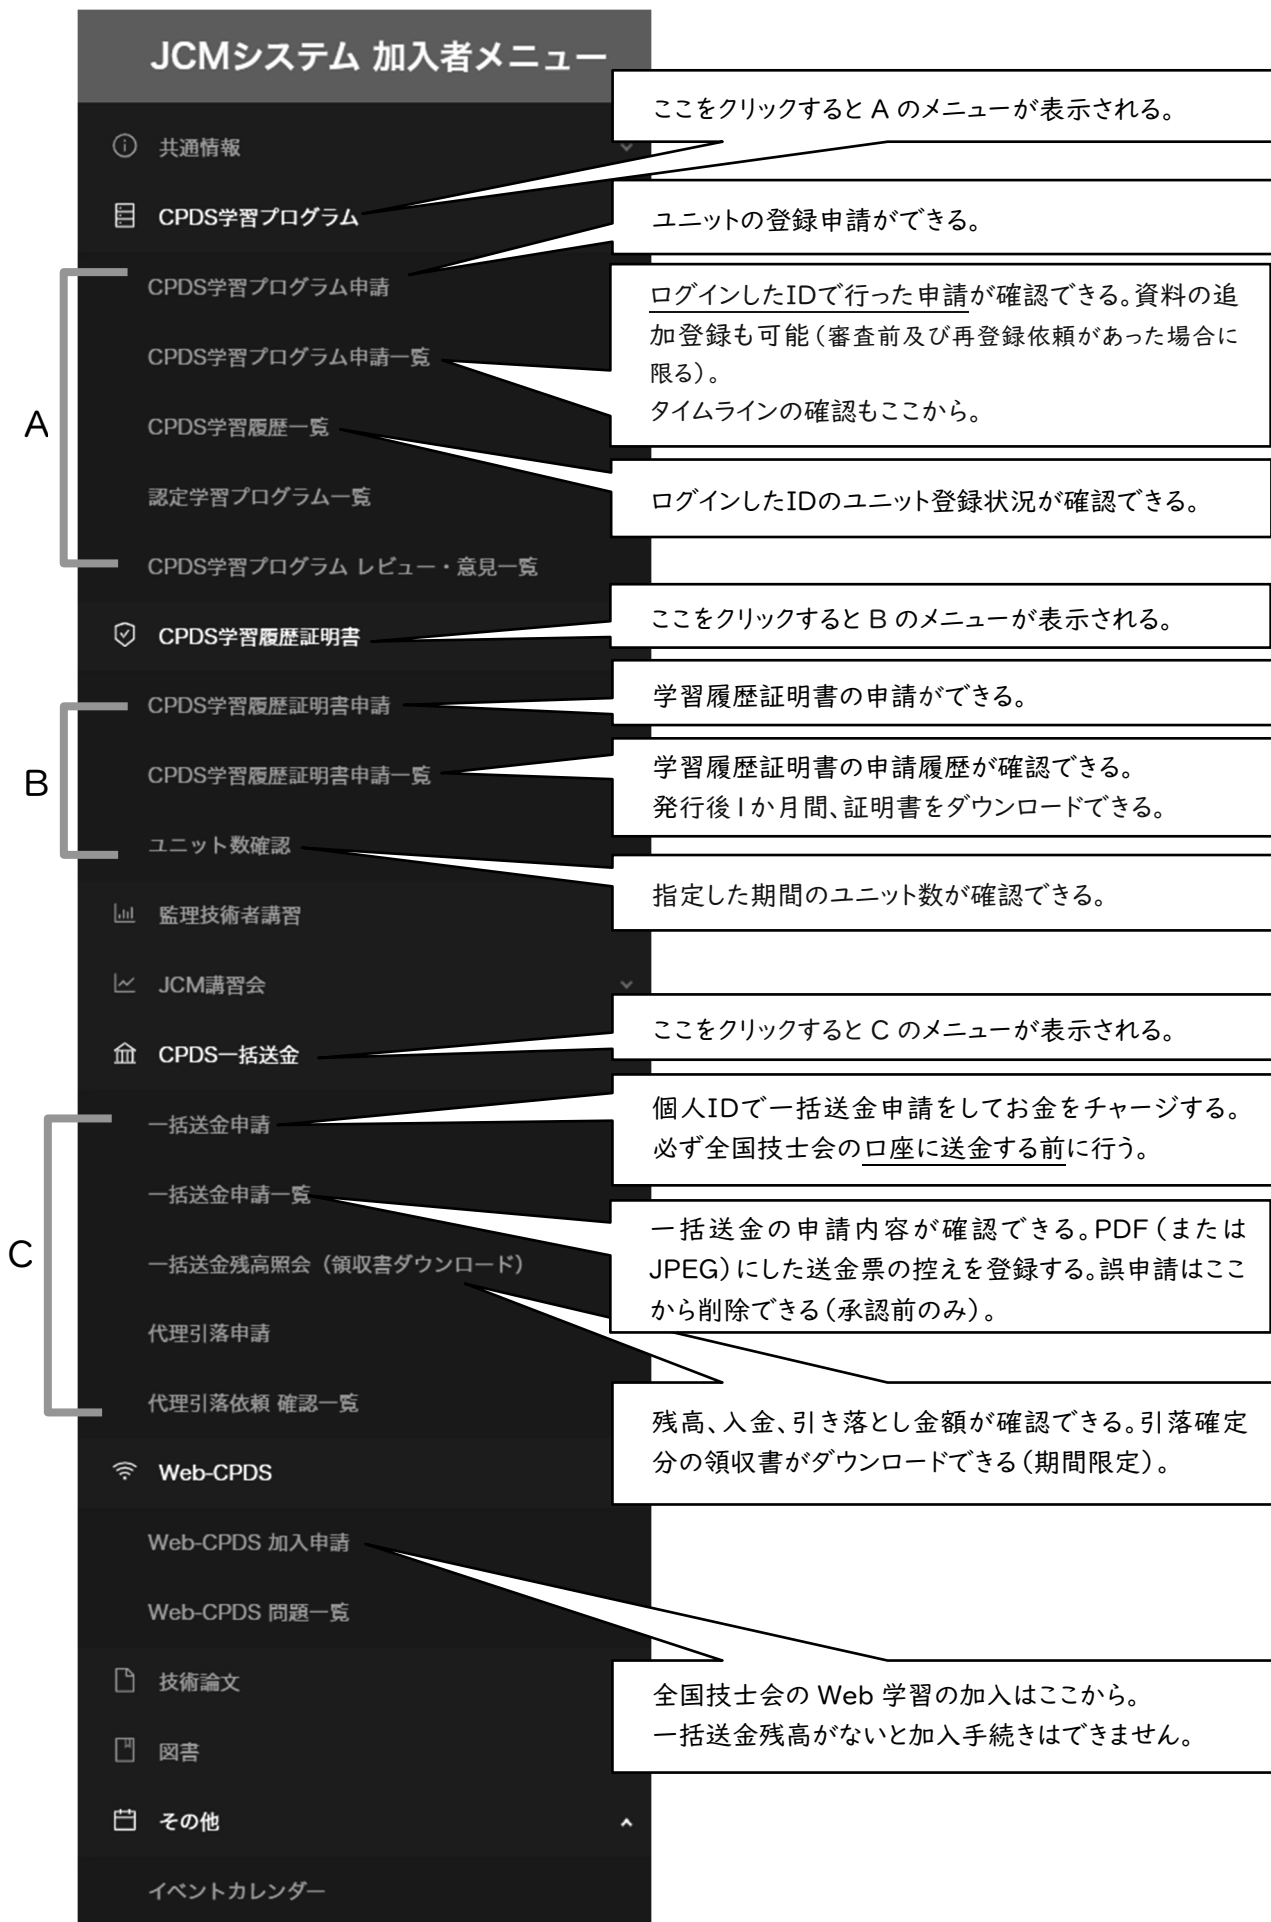 JCMシステム 加入者メニュー
ここをクリックすると A のメニューが表示される。
共通情報
CPDS学習プログラム
ユニットの登録申請ができる。
CPDS学習プログラム申請
ログインしたIDで行った申請が確認できる。資料の追
加登録も可能(審査前及び再登録依頼があった場合に
限る)。
タイムラインの確認もここから。
CPDS学習プログラム申請一覧
A
CPDS学習履歴一覧
ログインしたIDのユニット登録状況が確認できる。
認定学習プログラム一覧
CPDS学習プログラム レビュー・意見一覧
ここをクリックすると B のメニューが表示される。
CPDS学習履歴証明書
学習履歴証明書の申請ができる。
CPDS学習履歴証明書申請
学習履歴証明書の申請履歴が確認できる。
発行後1か月間、証明書をダウンロードできる。
CPDS学習履歴証明書申請一覧
B
ユニット数確認
指定した期間のユニット数が確認できる。
監理技術者講習
JCM講習会
ここをクリックすると C のメニューが表示される。
CPDS一括送金
個人IDで一括送金申請をしてお金をチャージする。
必ず全国技士会の口座に送金する前に行う。
一括送金申請
一括送金申請一覧
一括送金の申請内容が確認できる。PDF(または
JPEG)にした送金票の控えを登録する。誤申請はここ
から削除できる(承認前のみ)。
C
一括送金残高照会(領収書ダウンロード)
代理引落申請
代理引落依頼 確認一覧
残高、入金、引き落とし金額が確認できる。引落確定
分の領収書がダウンロードできる(期間限定)。
Web-CPDS
Web-CPDS 加入申請
Web-CPDS 問題一覧
全国技士会の Web 学習の加入はここから。
一括送金残高がないと加入手続きはできません。
技術論文
図書
その他
イベントカレンダー